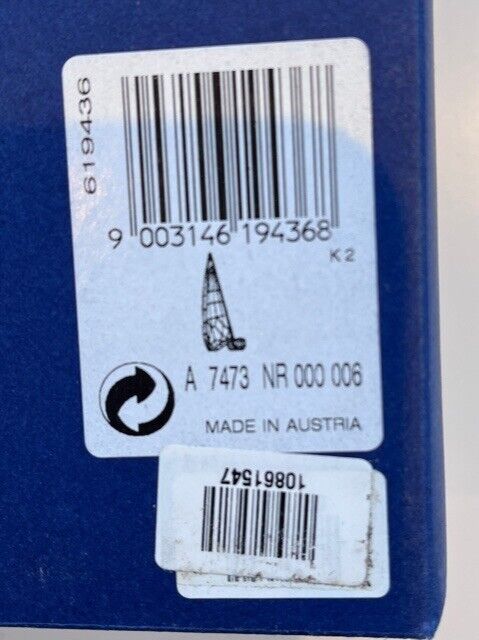 619436
9 003146 194368
K2
A 7473 NR 000 006
MADE IN AUSTRIA
10861547